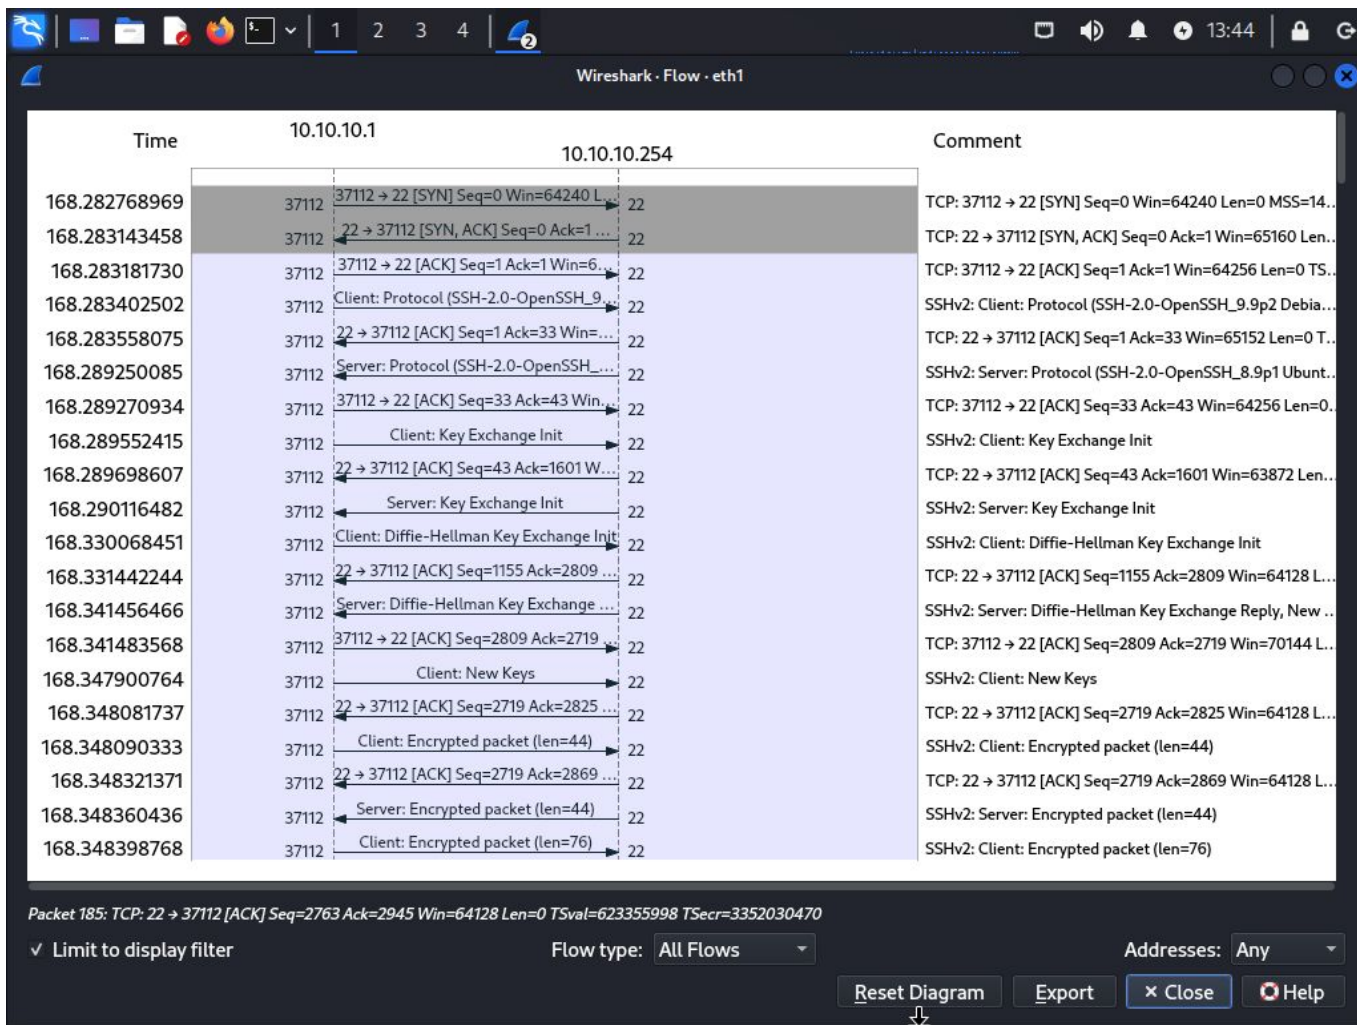 1 2 3 4 2 13:44
Wireshark · Flow · eth1
Time 10.10.10.1 10.10.10.254 Comment
168.282768969 37112 37112 → 22 [SYN] Seq=0 Win=64240 L... 22 TCP: 37112 → 22 [SYN] Seq=0 Win=64240 Len=0 MSS=14..
168.283143458 37112 22 → 37112 [SYN, ACK] Seq=0 Ack=1 ... 22 TCP: 22 → 37112 [SYN, ACK] Seq=0 Ack=1 Win=65160 Len..
168.283181730 37112 37112 → 22 [ACK] Seq=1 Ack=1 Win=6... 22 TCP: 37112 → 22 [ACK] Seq=1 Ack=1 Win=64256 Len=0 TS..
168.283402502 37112 Client: Protocol (SSH-2.0-OpenSSH_9... 22 SSHv2: Client: Protocol (SSH-2.0-OpenSSH_9.9p2 Debia...
168.283558075 37112 22 → 37112 [ACK] Seq=1 Ack=33 Win=... 22 TCP: 22 → 37112 [ACK] Seq=1 Ack=33 Win=65152 Len=0 T..
168.289250085 37112 Server: Protocol (SSH-2.0-OpenSSH_... 22 SSHv2: Server: Protocol (SSH-2.0-OpenSSH_8.9p1 Ubunt..
168.289270934 37112 37112 → 22 [ACK] Seq=33 Ack=43 Win... 22 TCP: 37112 → 22 [ACK] Seq=33 Ack=43 Win=64256 Len=0.
168.289552415 37112 Client: Key Exchange Init 22 SSHv2: Client: Key Exchange Init
168.289698607 37112 22 → 37112 [ACK] Seq=43 Ack=1601 W... 22 TCP: 22 → 37112 [ACK] Seq=43 Ack=1601 Win=63872 Len...
168.290116482 37112 Server: Key Exchange Init 22 SSHv2: Server: Key Exchange Init
168.330068451 37112 Client: Diffie-Hellman Key Exchange Init 22 SSHv2: Client: Diffie-Hellman Key Exchange Init
168.331442244 37112 22 → 37112 [ACK] Seq=1155 Ack=2809 ... 22 TCP: 22 → 37112 [ACK] Seq=1155 Ack=2809 Win=64128 L...
168.341456466 37112 Server: Diffie-Hellman Key Exchange ... 22 SSHv2: Server: Diffie-Hellman Key Exchange Reply, New ..
168.341483568 37112 37112 → 22 [ACK] Seq=2809 Ack=2719 ... 22 TCP: 37112 → 22 [ACK] Seq=2809 Ack=2719 Win=70144 L...
168.347900764 37112 Client: New Keys 22 SSHv2: Client: New Keys
168.348081737 37112 22 → 37112 [ACK] Seq=2719 Ack=2825 ... 22 TCP: 22 → 37112 [ACK] Seq=2719 Ack=2825 Win=64128 L...
168.348090333 37112 Client: Encrypted packet (len=44) 22 SSHv2: Client: Encrypted packet (len=44)
168.348321371 37112 22 → 37112 [ACK] Seq=2719 Ack=2869 ... 22 TCP: 22 → 37112 [ACK] Seq=2719 Ack=2869 Win=64128 L...
168.348360436 37112 Server: Encrypted packet (len=44) 22 SSHv2: Server: Encrypted packet (len=44)
168.348398768 37112 Client: Encrypted packet (len=76) 22 SSHv2: Client: Encrypted packet (len=76)
Packet 185: TCP: 22 → 37112 [ACK] Seq=2763 Ack=2945 Win=64128 Len=0 TSval=623355998 TSecr=3352030470
✓ Limit to display filter Flow type: All Flows Addresses: Any
Reset Diagram Export × Close Help